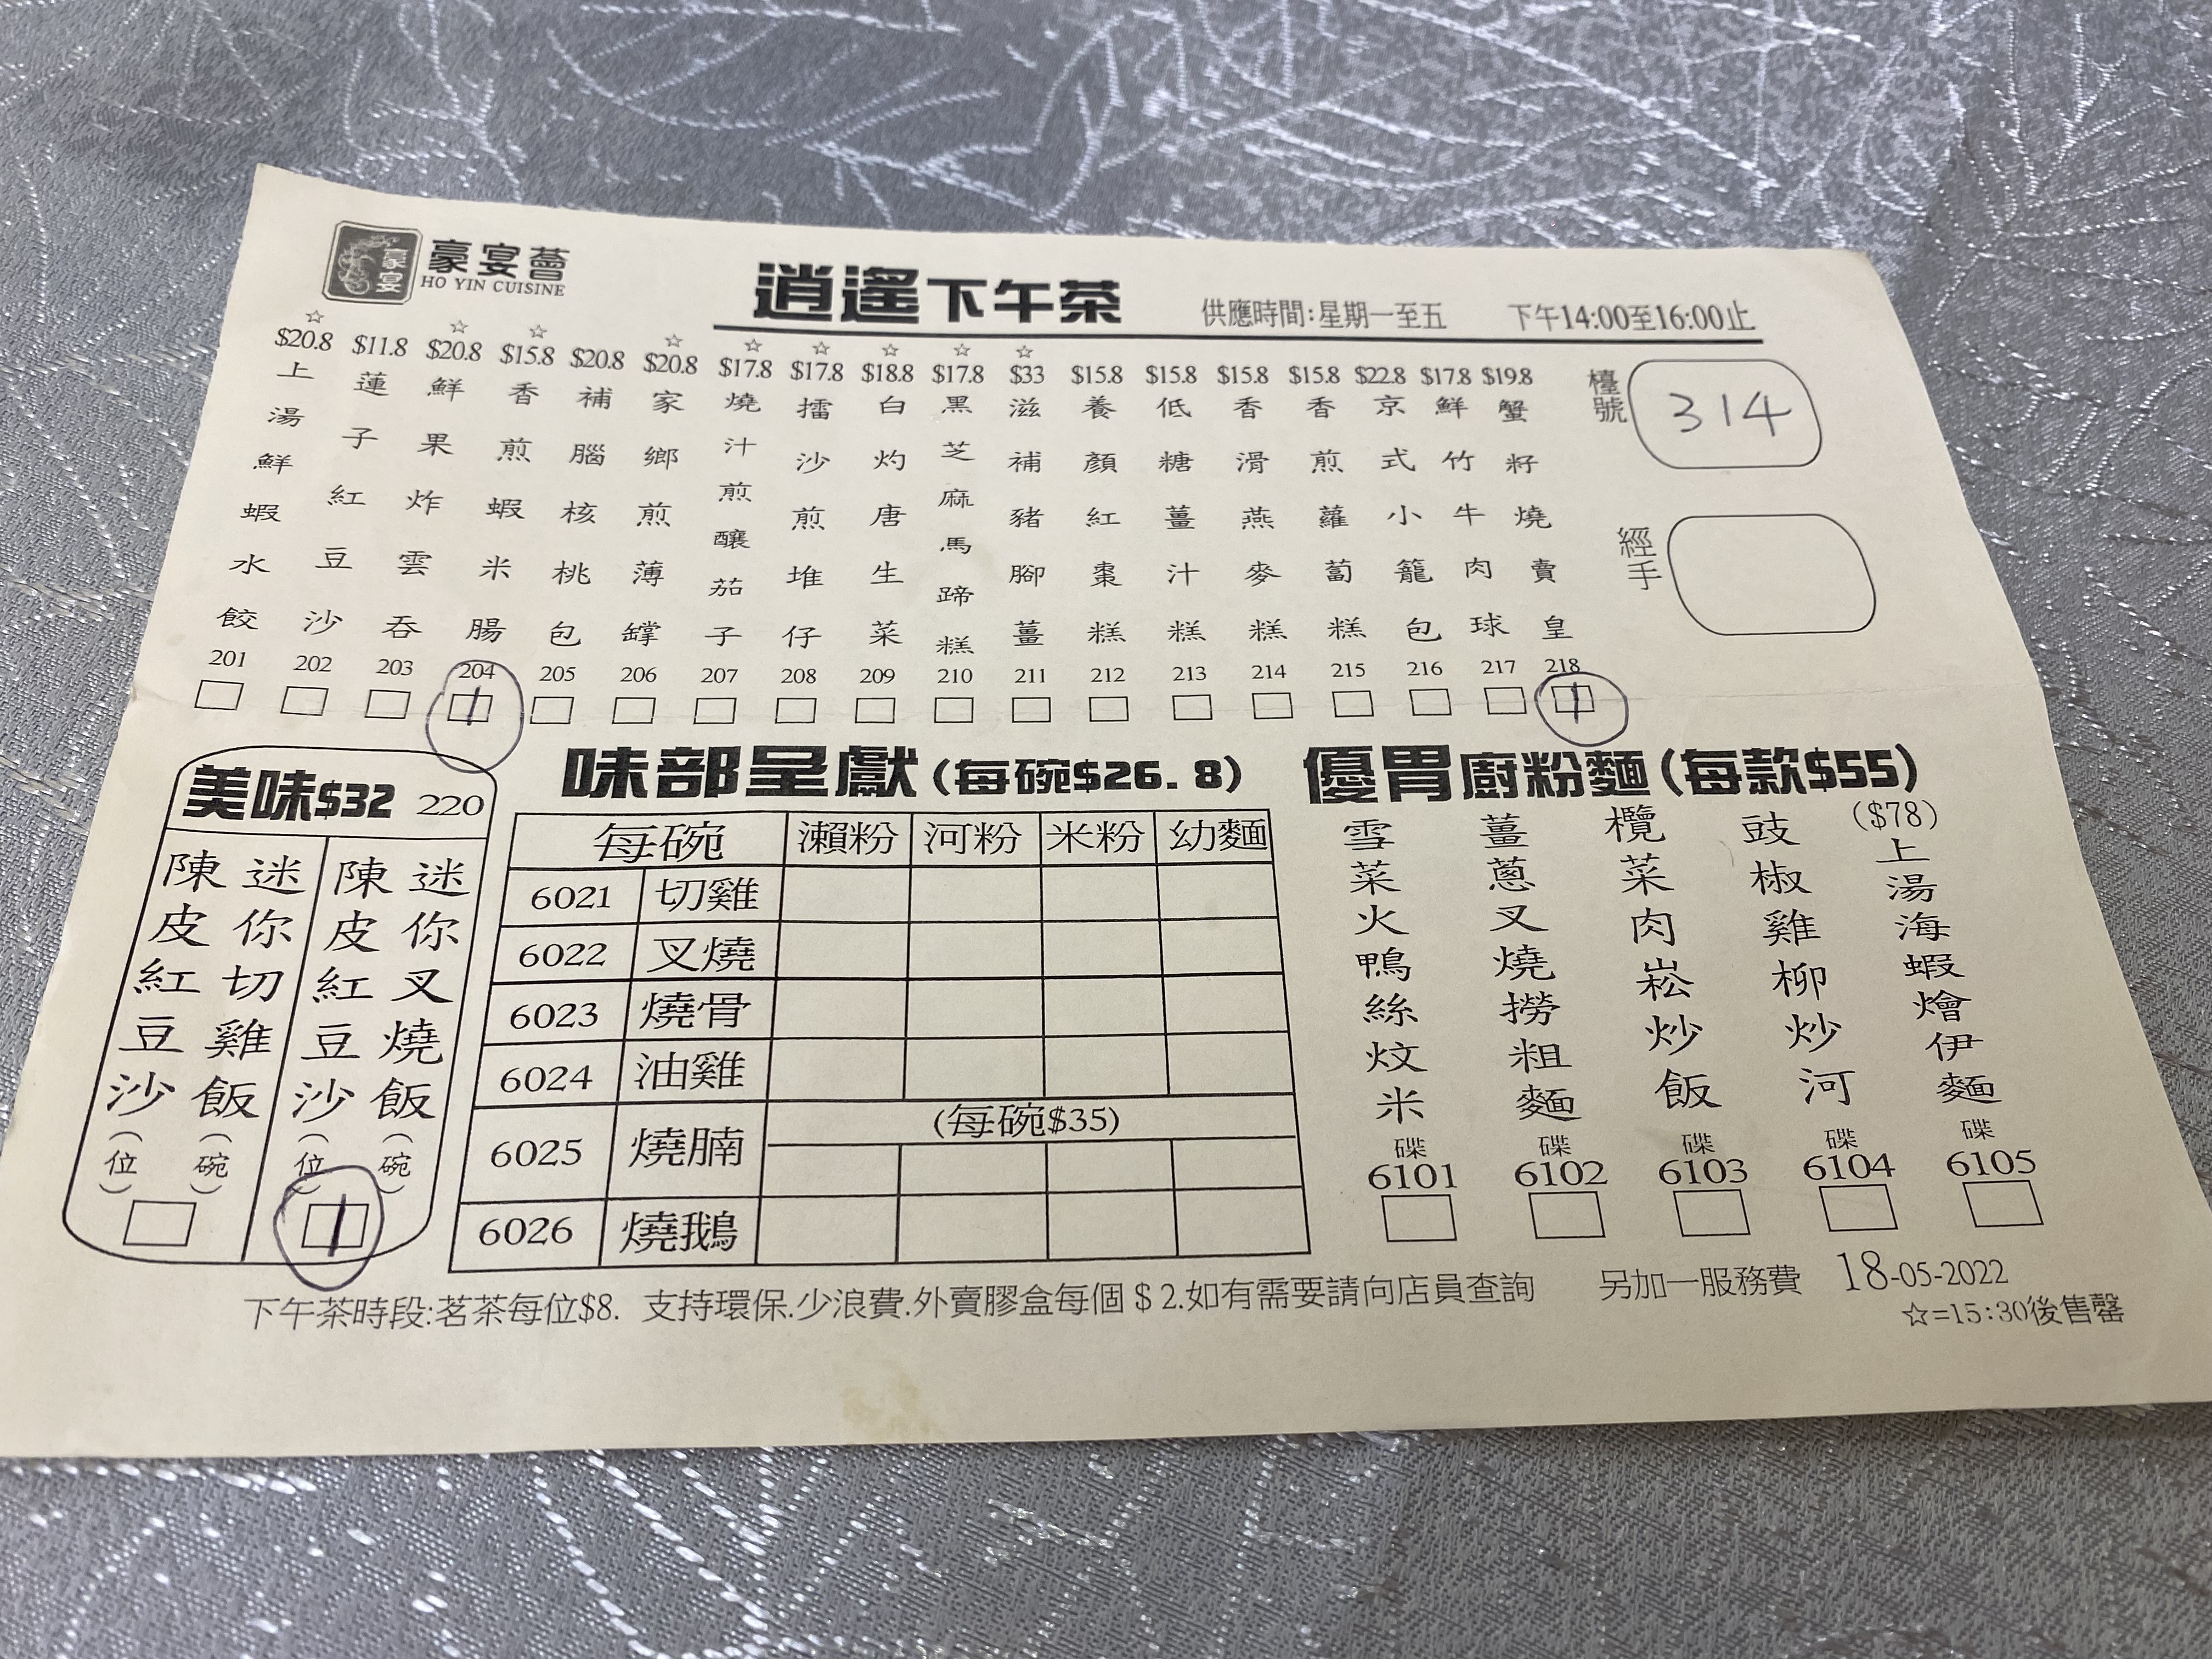 豪宴
豪宴薈
HO YIN CUISINE
逍遙下午茶
供應時間:星期一至五 下午14:00至16:00止
☆ $20.8 上湯鮮蝦水餃 201
$11.8 蓮子紅豆沙 202
☆ $20.8 鮮果炸雲吞 203
☆ $15.8 香煎蝦米腸 204 1
$20.8 補腦核桃包 205
☆ $20.8 家鄉煎薄罉 206
☆ $17.8 燒汁煎釀茄子 207
☆ $17.8 擂沙煎堆仔 208
☆ $18.8 白灼唐生菜 209
☆ $17.8 黑芝麻馬蹄糕 210
☆ $33 滋補豬腳薑 211
$15.8 養顏紅棗糕 212
$15.8 低糖薑汁糕 213
$15.8 香滑燕麥糕 214
$15.8 香煎蘿蔔糕 215
$22.8 京式小籠包 216
$17.8 鮮竹牛肉球 217
$19.8 蟹籽燒賣皇 218 1
檯號 314
經手
美味$32 220
迷你切雞飯(碗)
陳皮紅豆沙(位)
迷你叉燒飯(碗)
陳皮紅豆沙(位) 1
味部呈獻(每碗$26.8)
每碗 瀨粉 河粉 米粉 幼麵
6021 切雞
6022 叉燒
6023 燒骨
6024 油雞
(每碗$35)
6025 燒腩
6026 燒鵝
優胃廚粉麵(每款$55)
雪菜火鴨絲炆米 碟 6101
薑蔥叉燒撈粗麵 碟 6102
欖菜肉崧炒飯 碟 6103
豉椒雞柳炒河 碟 6104
($78) 上湯海蝦燴伊麵 碟 6105
下午茶時段:茗茶每位$8. 支持環保.少浪費.外賣膠盒每個$2.如有需要請向店員查詢 另加一服務費 18-05-2022
☆=15:30後售罄